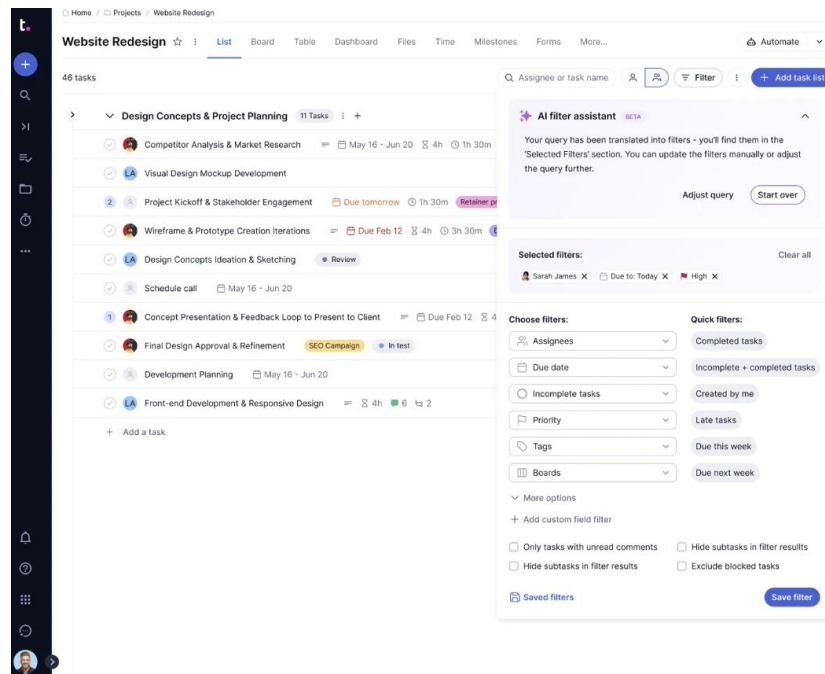 Home / Projects / Website Redesign
t.
Website Redesign
List Board Table Dashboard Files Time Milestones Forms More...
Automate
46 tasks
Assignee or task name
Filter
+ Add task list
Design Concepts & Project Planning 11 Tasks
Competitor Analysis & Market Research May 16 - Jun 20 4h 1h 30m
LA Visual Design Mockup Development
2 Project Kickoff & Stakeholder Engagement Due tomorrow 1h 30m Retainer pr
Wireframe & Prototype Creation Iterations Due Feb 12 4h 3h 30m
LA Design Concepts Ideation & Sketching Review
Schedule call May 16 - Jun 20
1 Concept Presentation & Feedback Loop to Present to Client Due Feb 12 4
Final Design Approval & Refinement SEO Campaign In test
Development Planning May 16 - Jun 20
LA Front-end Development & Responsive Design 4h 6 2
+ Add a task
AI filter assistant BETA
Your query has been translated into filters - you'll find them in the
'Selected Filters' section. You can update the filters manually or adjust
the query further.
Adjust query Start over
Selected filters: Clear all
Sarah James X Due to: Today X High X
Choose filters: Quick filters:
Assignees Completed tasks
Due date Incomplete + completed tasks
Incomplete tasks Created by me
Priority Late tasks
Tags Due this week
Boards Due next week
More options
+ Add custom field filter
Only tasks with unread comments Hide subtasks in filter resullts
Hide subtasks in filter results Exclude blocked tasks
Saved filters Save filter